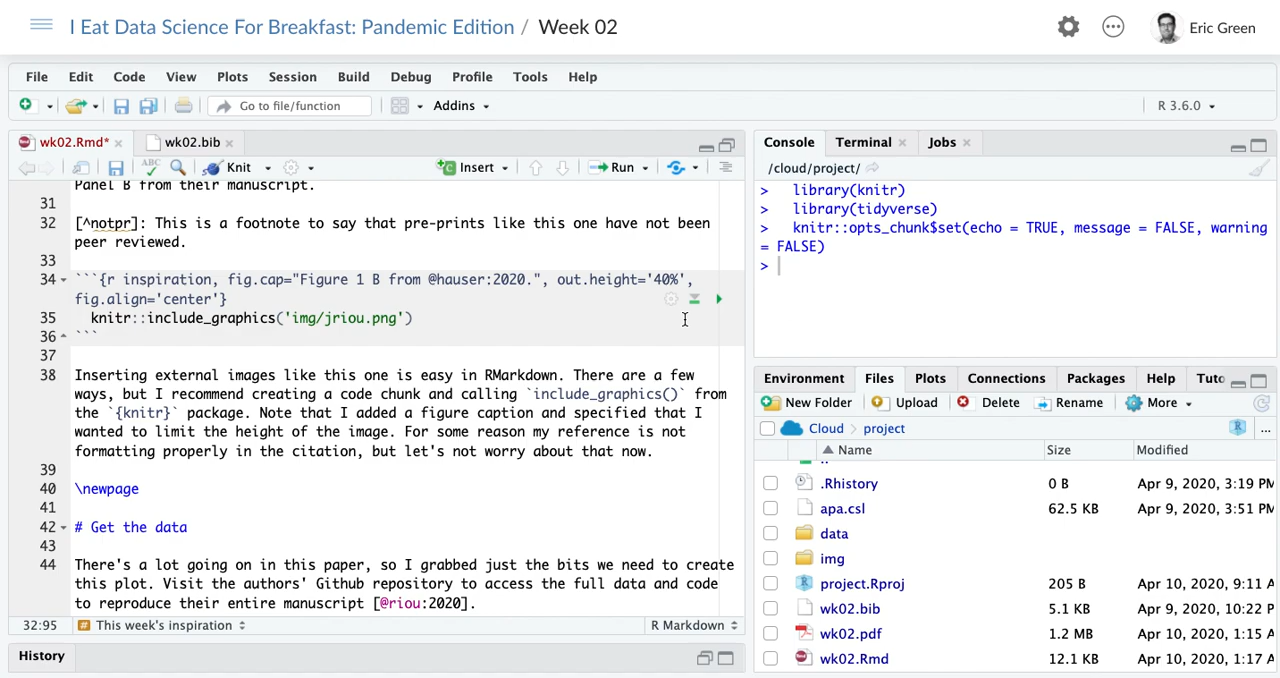 I Eat Data Science For Breakfast: Pandemic Edition / Week 02
Eric Green
File Edit Code View Plots Session Build Debug Profile Tools Help
Go to file/function Addins R 3.6.0
wk02.Rmd* wk02.bib
ABC Knit Insert Run
Panel B from their manuscript.
31
32 [^notpr]: This is a footnote to say that pre-prints like this one have not been
peer reviewed.
33
34 ```{r inspiration, fig.cap="Figure 1 B from @hauser:2020.", out.height='40%',
fig.align='center'}
35 knitr::include_graphics('img/jriou.png')
36 ```
37
38 Inserting external images like this one is easy in RMarkdown. There are a few
ways, but I recommend creating a code chunk and calling `include_graphics()` from
the `{knitr}` package. Note that I added a figure caption and specified that I
wanted to limit the height of the image. For some reason my reference is not
formatting properly in the citation, but let's not worry about that now.
39
40 \newpage
41
42 # Get the data
43
44 There's a lot going on in this paper, so I grabbed just the bits we need to create
this plot. Visit the authors' Github repository to access the full data and code
to reproduce their entire manuscript [@riou:2020].
32:95 # This week's inspiration R Markdown
History
Console Terminal Jobs
/cloud/project/
> library(knitr)
> library(tidyverse)
> knitr::opts_chunk$set(echo = TRUE, message = FALSE, warning
= FALSE)
>
Environment Files Plots Connections Packages Help Tuto
New Folder Upload Delete Rename More
Cloud project R ...
Name Size Modified
..
.Rhistory 0 B Apr 9, 2020, 3:19 PM
apa.csl 62.5 KB Apr 9, 2020, 3:51 PM
data
img
project.Rproj 205 B Apr 10, 2020, 9:11 A
wk02.bib 5.1 KB Apr 9, 2020, 10:22 P
wk02.pdf 1.2 MB Apr 10, 2020, 1:15 A
wk02.Rmd 12.1 KB Apr 10, 2020, 1:17 A